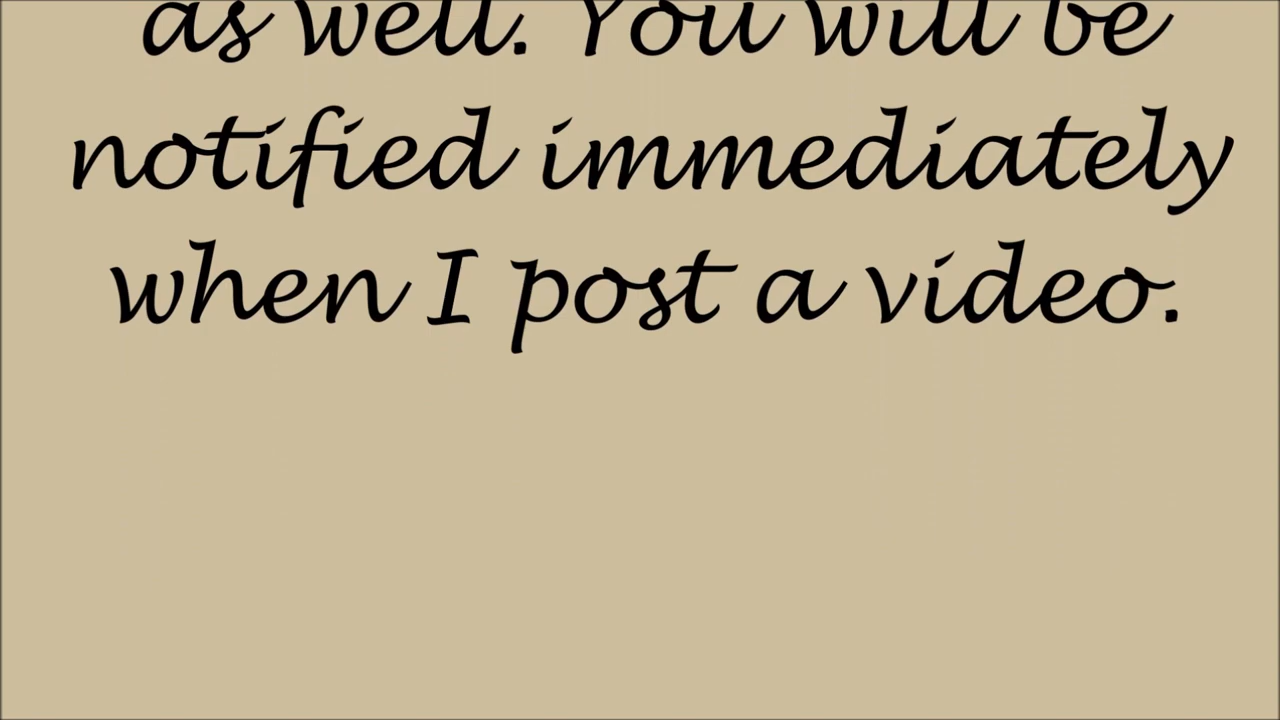 as well. You will be
notified immediately
when I post a video.